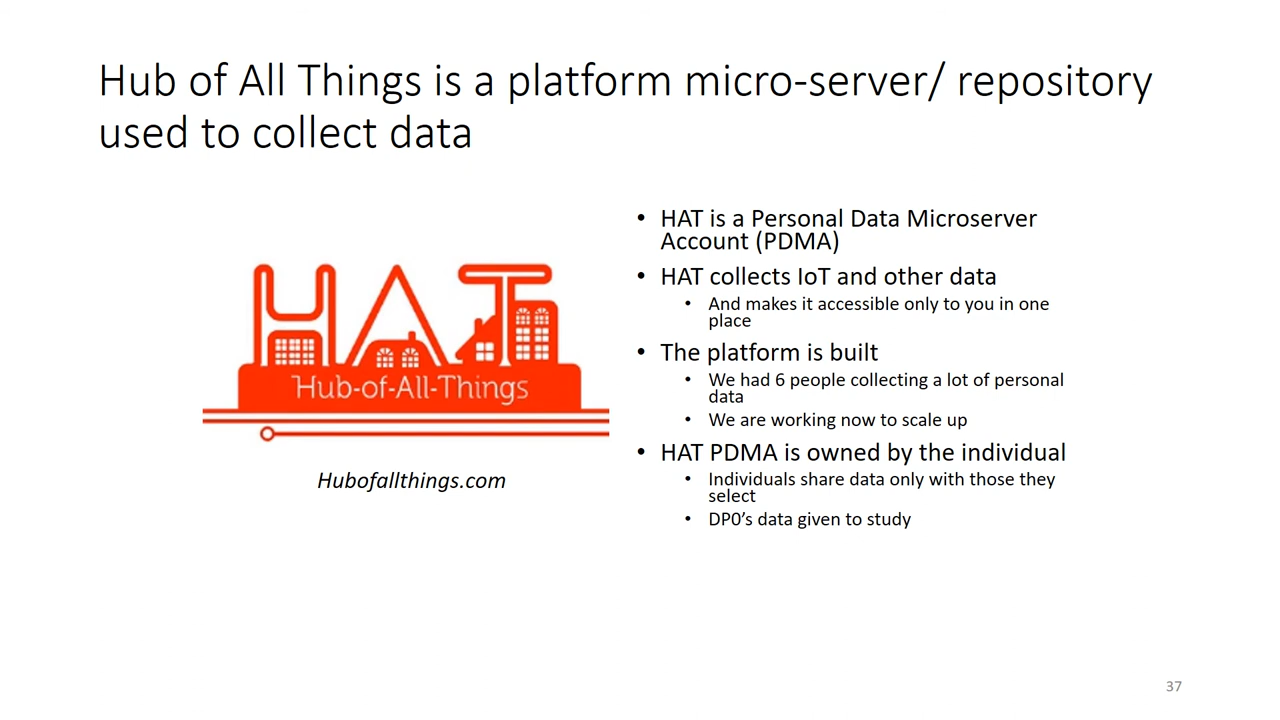 Hub of All Things is a platform micro-server/ repository
used to collect data
HAT
Hub-of-All-Things
Hubofallthings.com
• HAT is a Personal Data Microserver
Account (PDMA)
• HAT collects IoT and other data
• And makes it accessible only to you in one
place
• The platform is built
• We had 6 people collecting a lot of personal
data
• We are working now to scale up
• HAT PDMA is owned by the individual
• Individuals share data only with those they
select
• DP0’s data given to study
37